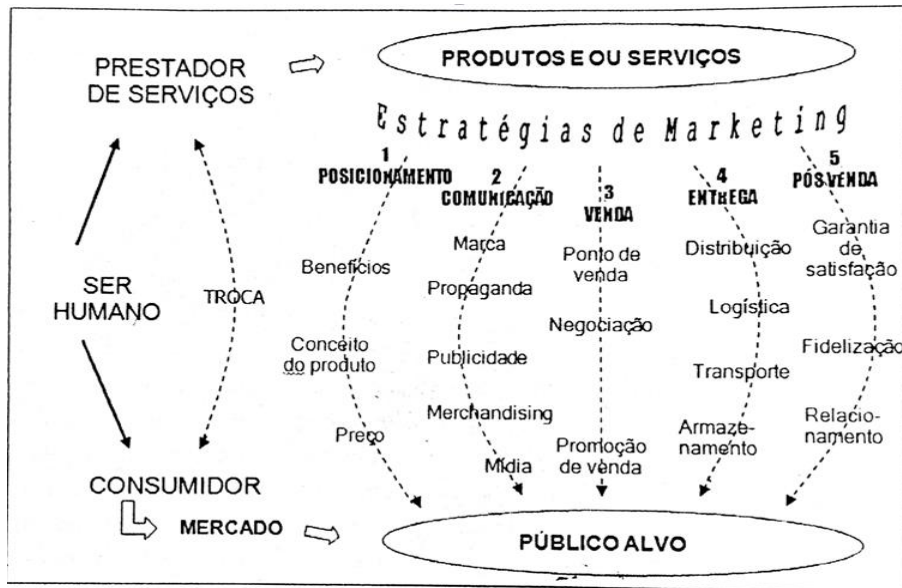 PRESTADOR
DE SERVIÇOS
PRODUTOS E OU SERVIÇOS
Estratégias de Marketing
SER
HUMANO
TROCA
CONSUMIDOR
MERCADO
1
POSICIONAMENTO
Benefícios
Conceito
do produto
Preço
2
COMUNICAÇÃO
Marca
Propaganda
Publicidade
Merchandising
Mídia
3
VENDA
Ponto de
venda
Negociação
Promoção
de venda
4
ENTREGA
Distribuição
Logística
Transporte
Armaze-
namento
5
PÓS.VENDA
Garantia
de
satisfação
Fidelização
Relacio-
namento
PÚBLICO ALVO